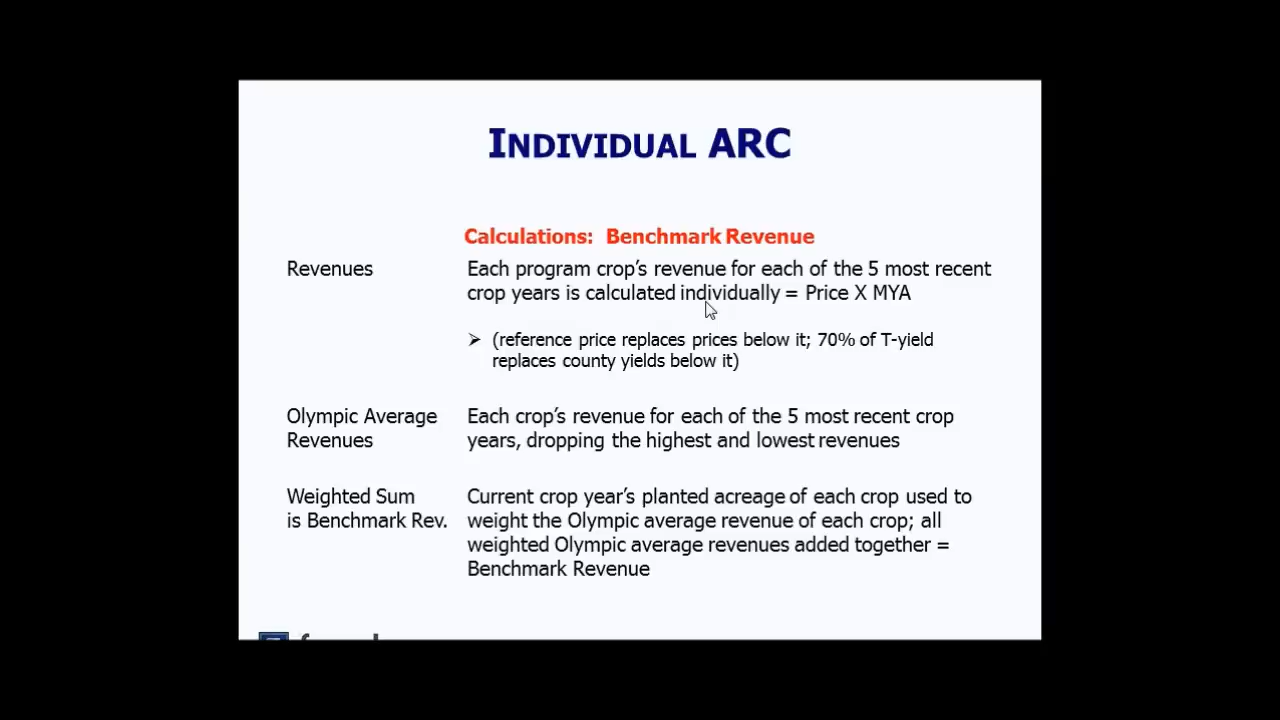 INDIVIDUAL ARC
Calculations: Benchmark Revenue
Revenues
Each program crop's revenue for each of the 5 most recent
crop years is calculated individually = Price X MYA
(reference price replaces prices below it; 70% of T-yield
replaces county yields below it)
Olympic Average
Revenues
Each crop's revenue for each of the 5 most recent crop
years, dropping the highest and lowest revenues
Weighted Sum
is Benchmark Rev.
Current crop year's planted acreage of each crop used to
weight the Olympic average revenue of each crop; all
weighted Olympic average revenues added together =
Benchmark Revenue